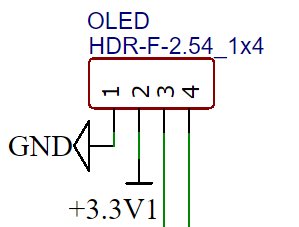 OLED
HDR-F-2.54_1x4
1 2 3 4
GND
+3.3V1